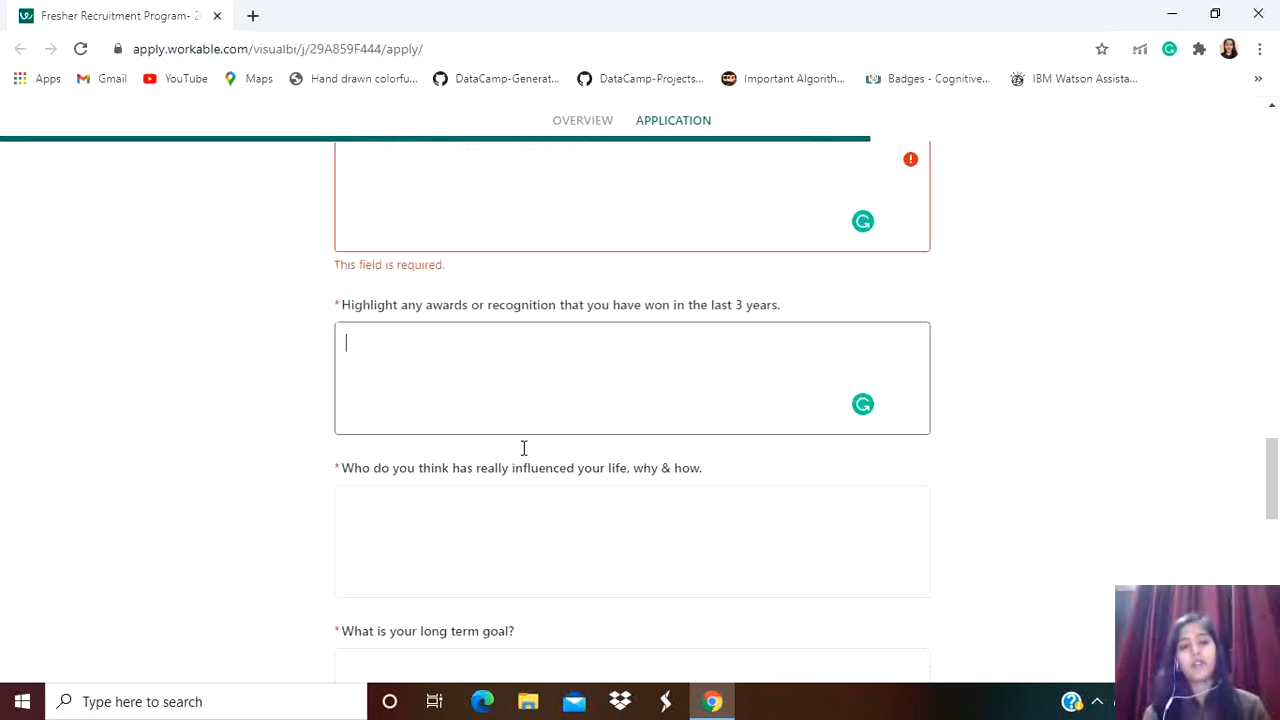 Fresher Recruitment Program- 2
apply.workable.com/visualbi/j/29A859F444/apply/
Apps
Gmail
YouTube
Maps
Hand drawn colorfu...
DataCamp-Generat...
DataCamp-Projects...
Important Algorith...
Badges - Cognitive...
IBM Watson Assista...
»
OVERVIEW
APPLICATION
This field is required.
* Highlight any awards or recognition that you have won in the last 3 years.
* Who do you think has really influenced your life, why & how.
* What is your long term goal?
Type here to search